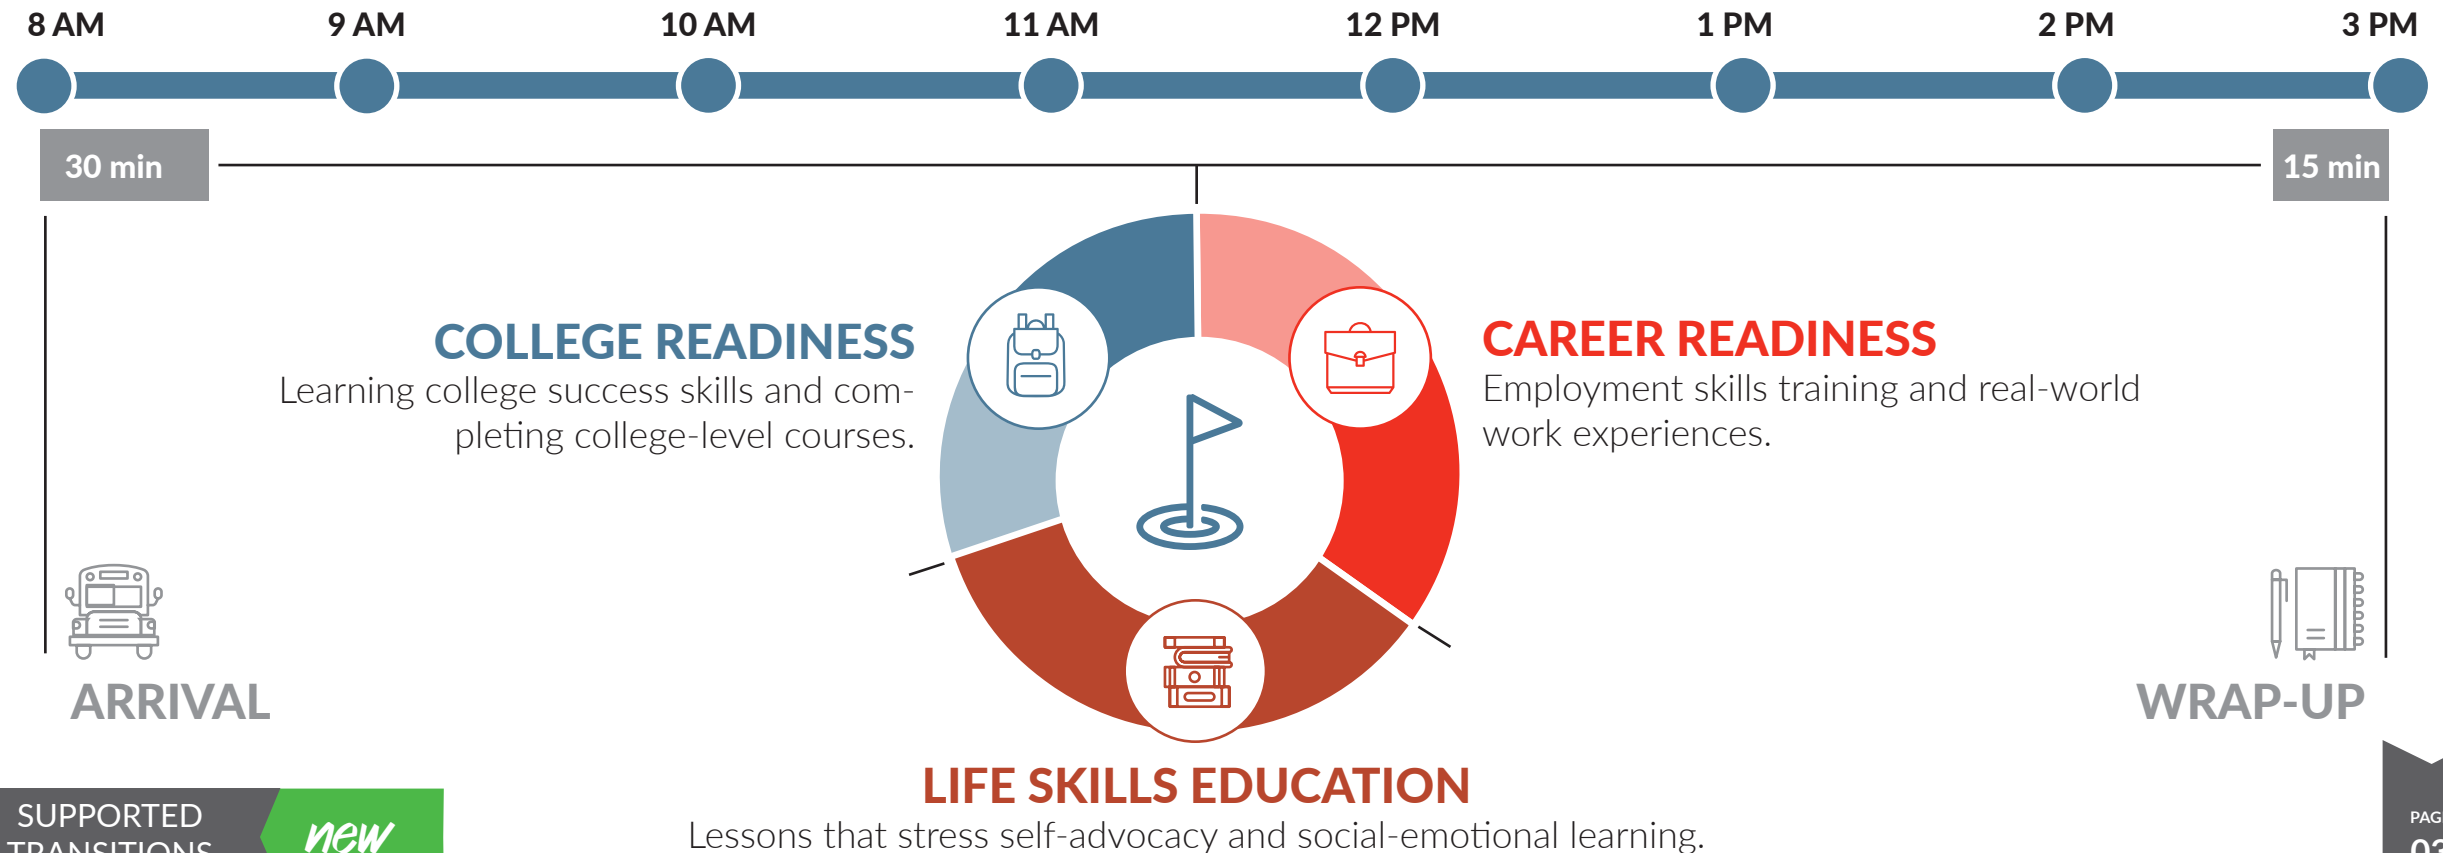 8 AM 9 AM 10 AM 11 AM 12 PM 1 PM 2 PM 3 PM
30 min
15 min
COLLEGE READINESS
Learning college success skills and com-
pleting college-level courses.
CAREER READINESS
Employment skills training and real-world
work experiences.
ARRIVAL
WRAP-UP
LIFE SKILLS EDUCATION
Lessons that stress self-advocacy and social-emotional learning.
SUPPORTED
TRANSITIONS
new
PAG
03